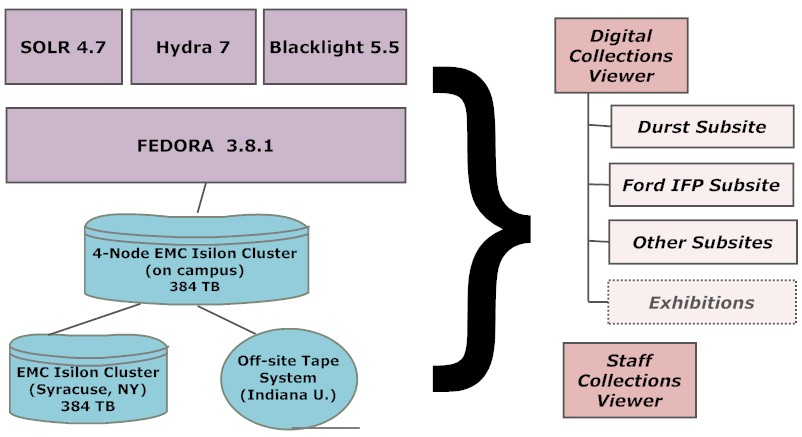 SOLR 4.7
Hydra 7
Blacklight 5.5
FEDORA 3.8.1
4-Node EMC Isilon Cluster
(on campus)
384 TB
EMC Isilon Cluster
(Syracuse, NY)
384 TB
Off-site Tape
System
(Indiana U.)
}
Digital
Collections
Viewer
Durst Subsite
Ford IFP Subsite
Other Subsites
Exhibitions
Staff
Collections
Viewer